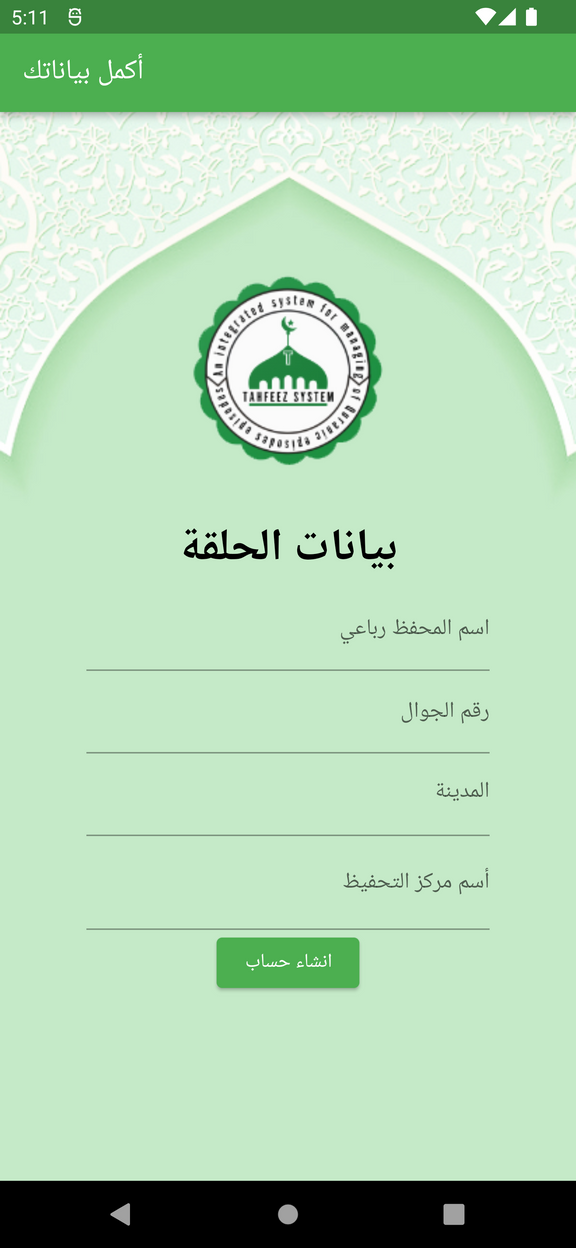 5:11
أكمل بياناتك
An integrated system for managing of Quranic episodes episodes
T
TAHFEEZ SYSTEM
بيانات الحلقة
اسم المحفظ رباعي
رقم الجوال
المدينة
أسم مركز التحفيظ
انشاء حساب